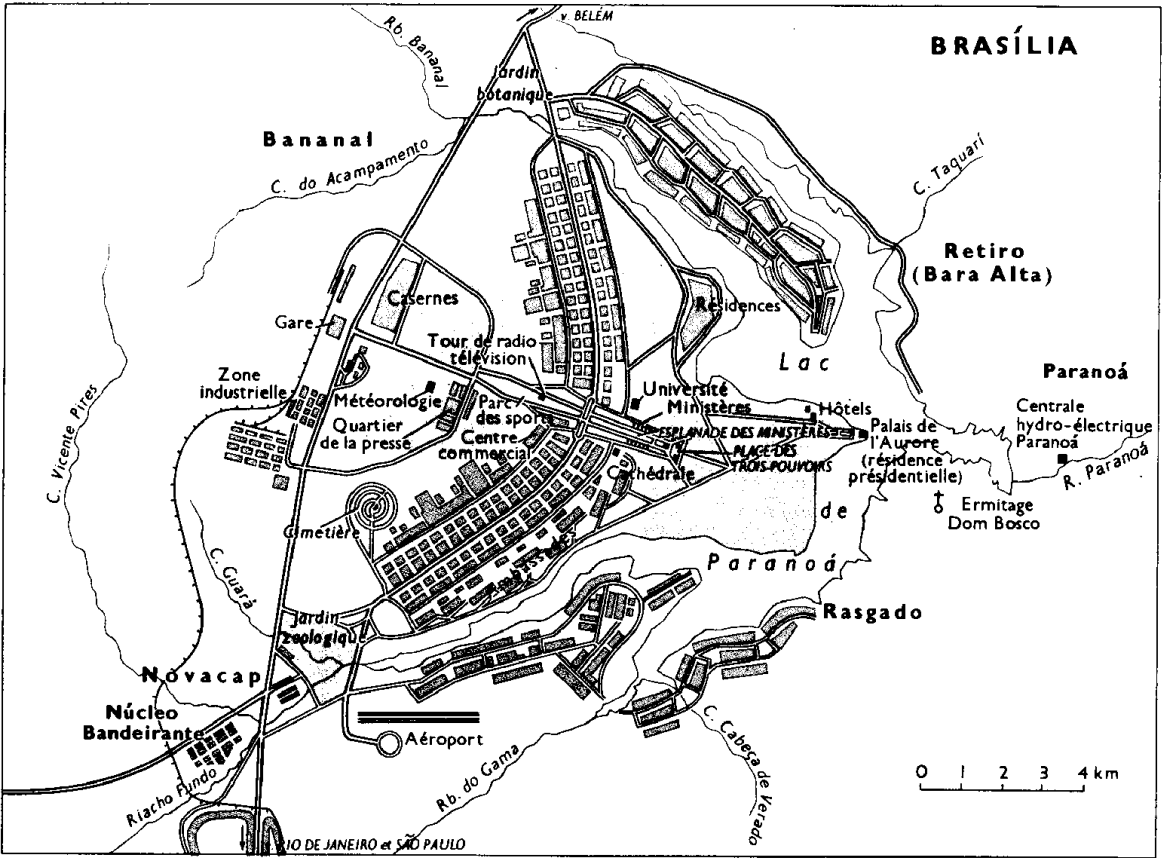 v. BELÉM
BRASÍLIA
Rb. Bananal
Jardin
botanique
Bananal
C. do Acampamento
C. Taquarí
Retiro
(Bara Alta)
Casernes
Résidences
Gare
Tour de radio
télévision
Lac
Zone
industrielle
Météorologie
Parc
des sports
Université
Ministères
Hôtels
Paranoá
Quartier
de la presse
Centre
commercial
ESPLANADE DES MINISTÈRES
PLACE DES
TROIS-POUVOIRS
Palais de
l'Aurore
(résidence
présidentielle)
Centrale
hydro-électrique
Paranoá
R. Paranoá
C. Vicente Pires
Cathédrale
Cimetière
de
Ermitage
Dom Bosco
Ambassades
Paranoá
C. Guará
Jardin
zoologique
Rasgado
Novacap
Núcleo
Bandeirante
Aéroport
C. Cabeça de Verado
Riacho Fundo
Rb. do Gama
0 1 2 3 4 km
RIO DE JANEIRO et SÃO PAULO